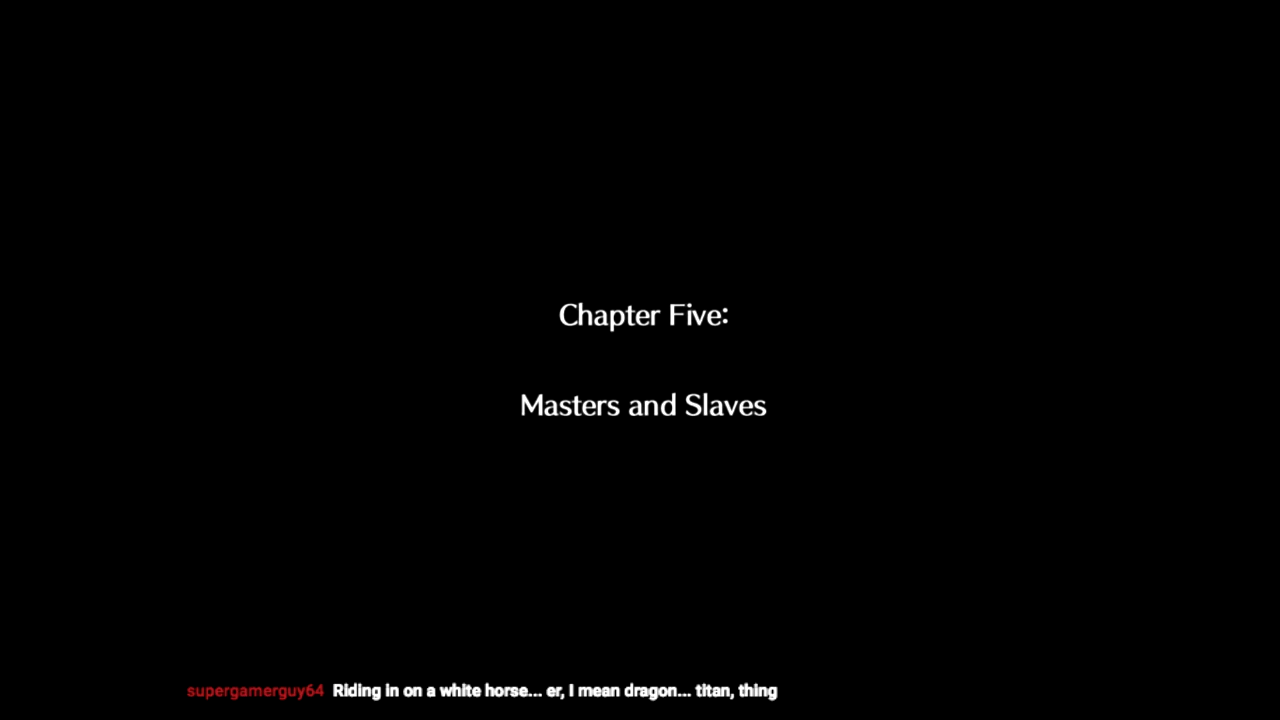 Chapter Five:
Masters and Slaves
supergamerguy64 Riding in on a white horse... er, I mean dragon... titan, thing